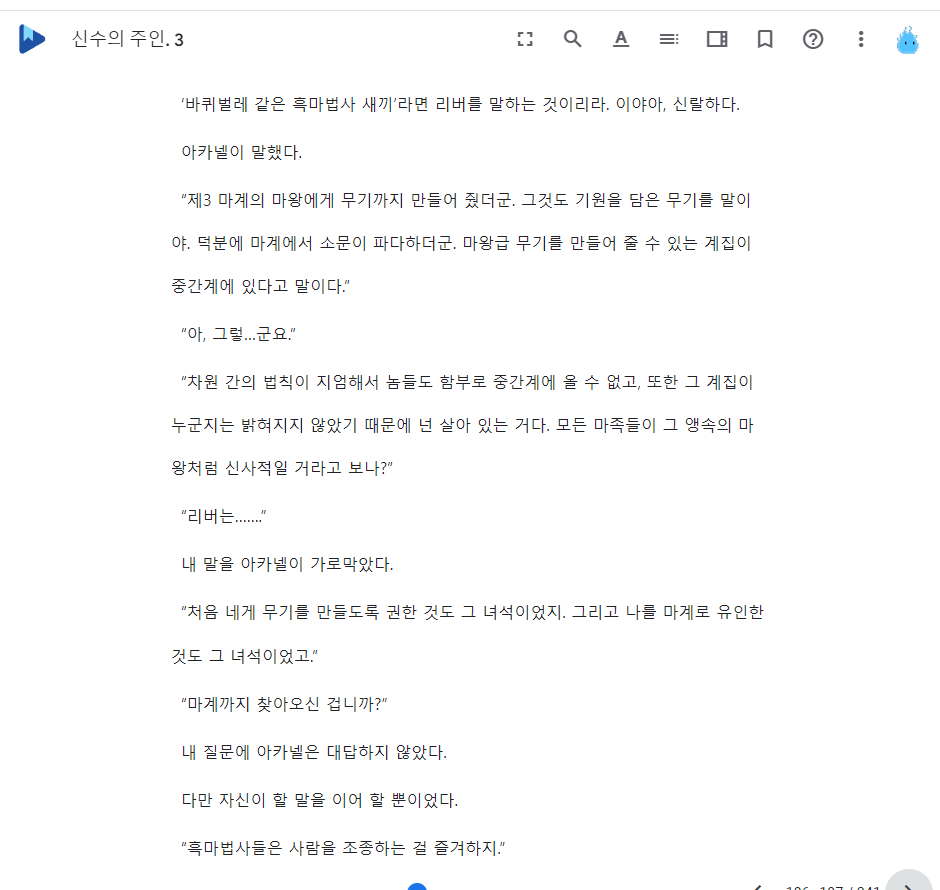 신수의 주인. 3
‘바퀴벌레 같은 흑마법사 새끼’라면 리버를 말하는 것이리라. 이야아, 신랄하다.
아카넬이 말했다.
“제3 마계의 마왕에게 무기까지 만들어 줬더군. 그것도 기원을 담은 무기를 말이
야. 덕분에 마계에서 소문이 파다하더군. 마왕급 무기를 만들어 줄 수 있는 계집이
중간계에 있다고 말이다.”
“아, 그렇...군요.”
“차원 간의 법칙이 지엄해서 놈들도 함부로 중간계에 올 수 없고, 또한 그 계집이
누군지는 밝혀지지 않았기 때문에 넌 살아 있는 거다. 모든 마족들이 그 앵속의 마
왕처럼 신사적일 거라고 보나?”
“리버는.......”
내 말을 아카넬이 가로막았다.
“처음 네게 무기를 만들도록 권한 것도 그 녀석이었지. 그리고 나를 마계로 유인한
것도 그 녀석이었고.”
“마계까지 찾아오신 겁니까?”
내 질문에 아카넬은 대답하지 않았다.
다만 자신이 할 말을 이어 할 뿐이었다.
“흑마법사들은 사람을 조종하는 걸 즐겨하지.”